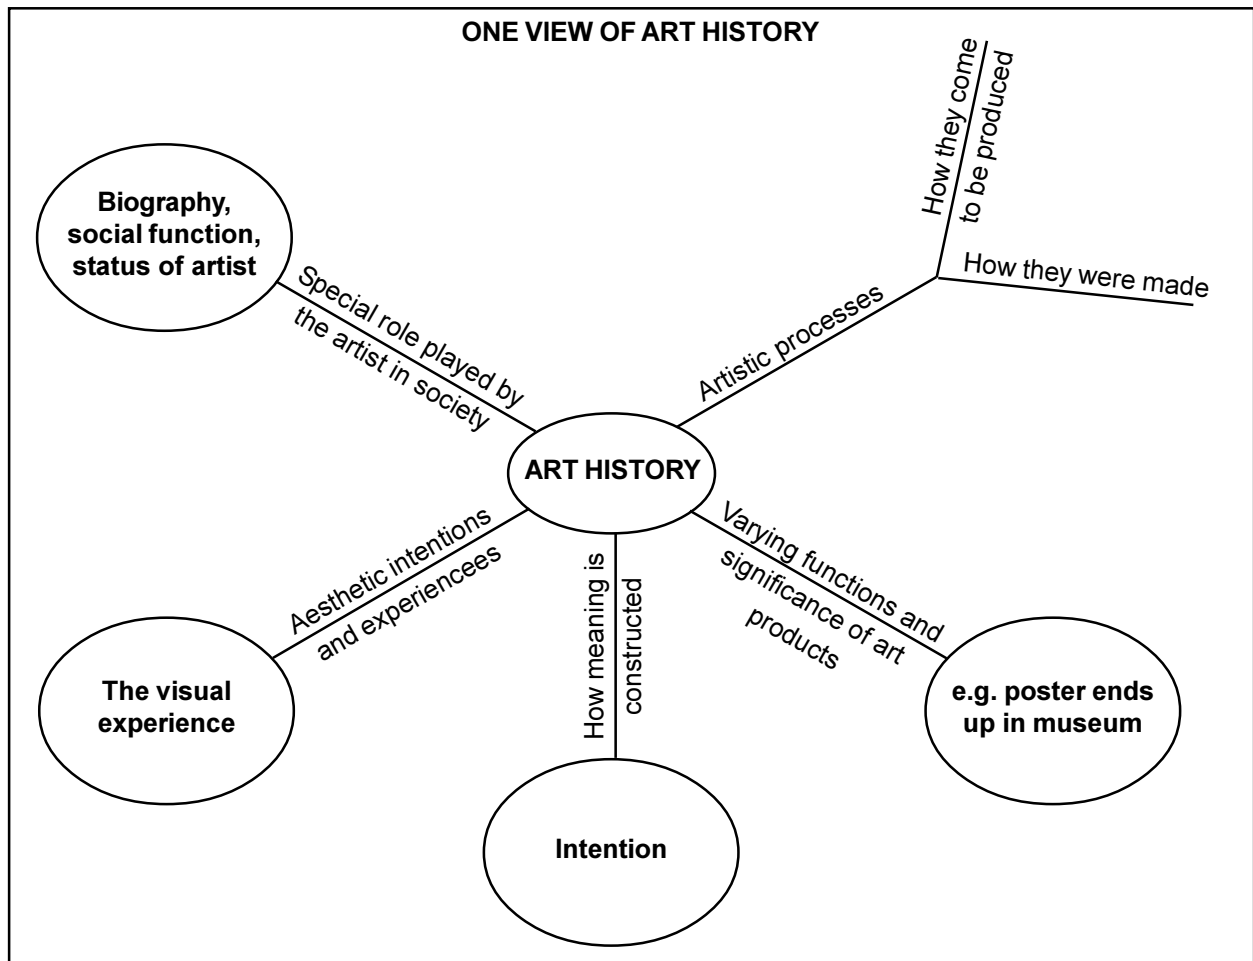 ONE VIEW OF ART HISTORY
How they come
to be produced
How they were made
Artistic processes
Biography,
social function,
status of artist
Special role played by
the artist in society
ART HISTORY
Aesthetic intentions
and experiencees
The visual
experience
How meaning is
constructed
Intention
Varying functions and
significance of art
products
e.g. poster ends
up in museum